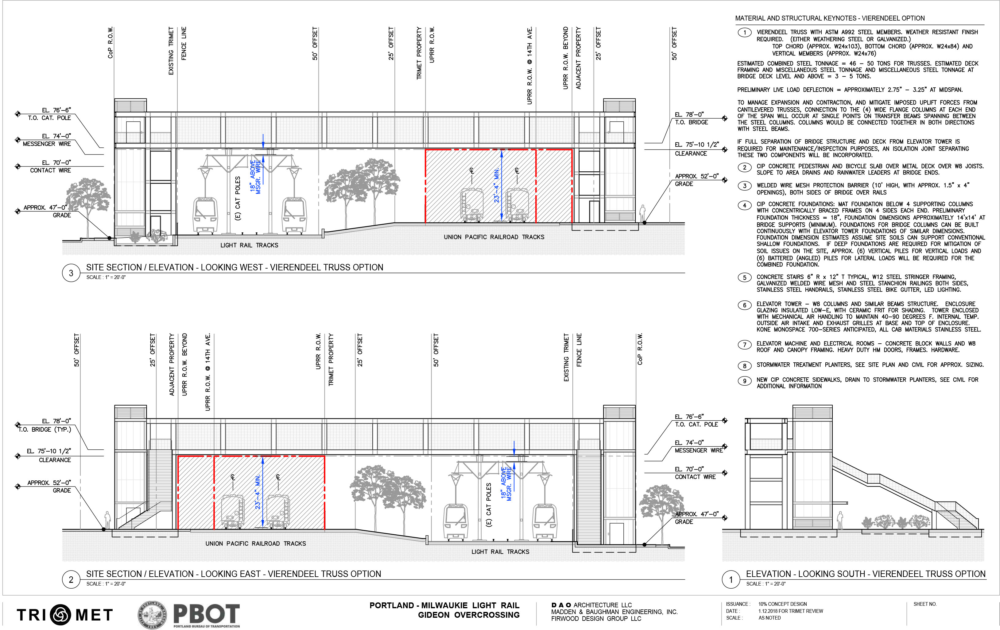 MATERIAL AND STRUCTURAL KEYNOTES - VIERENDEEL OPTION
1 VIERENDEEL TRUSS WITH ASTM A992 STEEL MEMBERS. WEATHER RESISTANT FINISH
REQUIRED. (EITHER WEATHERING STEEL OR GALVANIZED.)
TOP CHORD (APPROX. W24x103), BOTTOM CHORD (APPROX. W24x84) AND
VERTICAL MEMBERS (APPROX. W24x76)
ESTIMATED COMBINED STEEL TONNAGE = 46 – 50 TONS FOR TRUSSES. ESTIMATED DECK
FRAMING AND MISCELLANEOUS STEEL TONNAGE AND MISCELLANEOUS STEEL TONNAGE AT
BRIDGE DECK LEVEL AND ABOVE = 3 – 5 TONS.
PRELIMINARY LIVE LOAD DEFLECTION = APPROXIMATELY 2.75" – 3.25" AT MIDSPAN.
TO MANAGE EXPANSION AND CONTRACTION, AND MITIGATE IMPOSED UPLIFT FORCES FROM
CANTILEVERED TRUSSES, CONNECTION TO THE (4) WIDE FLANGE COLUMNS AT EACH END
OF THE SPAN WILL OCCUR AT SINGLE POINTS ON TRANSFER BEAMS SPANNING BETWEEN
THE STEEL COLUMNS. COLUMNS WOULD BE CONNECTED TOGETHER IN BOTH DIRECTIONS
WITH STEEL BEAMS.
IF FULL SEPARATION OF BRIDGE STRUCTURE AND DECK FROM ELEVATOR TOWER IS
REQUIRED FOR MAINTENANCE/INSPECTION PURPOSES, AN ISOLATION JOINT SEPARATING
THESE TWO COMPONENTS WILL BE INCORPORATED.
2 CIP CONCRETE PEDESTRIAN AND BICYCLE SLAB OVER METAL DECK OVER W8 JOISTS.
SLOPE TO AREA DRAINS AND RAINWATER LEADERS AT BRIDGE ENDS.
3 WELDED WIRE MESH PROTECTION BARRIER (10' HIGH, WITH APPROX. 1.5" x 4"
OPENINGS), BOTH SIDES OF BRIDGE OVER RAILS
4 CIP CONCRETE FOUNDATIONS: MAT FOUNDATION BELOW 4 SUPPORTING COLUMNS
WITH CONCENTRICALLY BRACED FRAMES ON 4 SIDES EACH END. PRELIMINARY
FOUNDATION THICKNESS = 18", FOUNDATION DIMENSIONS APPROXIMATELY 14'x14' AT
BRIDGE SUPPORTS (MINIMUM). FOUNDATIONS FOR BRIDGE COLUMNS CAN BE BUILT
CONTINUOUSLY WITH ELEVATOR TOWER FOUNDATIONS OF SIMILAR DIMENSIONS.
FOUNDATION DIMENSION ESTIMATES ASSUME SITE SOILS CAN SUPPORT CONVENTIONAL
SHALLOW FOUNDATIONS. IF DEEP FOUNDATIONS ARE REQUIRED FOR MITIGATION OF
SOIL ISSUES ON THE SITE, APPROX. (6) VERTICAL PILES FOR VERTICAL LOADS AND
(6) BATTERED (ANGLED) PILES FOR LATERAL LOADS WILL BE REQUIRED FOR THE
COMBINED FOUNDATION.
5 CONCRETE STAIRS 6" R x 12" T TYPICAL, W12 STEEL STRINGER FRAMING,
GALVANIZED WELDED WIRE MESH AND STEEL STANCHION RAILINGS BOTH SIDES,
STAINLESS STEEL HANDRAILS, STAINLESS STEEL BIKE GUTTER, LED LIGHTING.
6 ELEVATOR TOWER – W8 COLUMNS AND SIMILAR BEAMS STRUCTURE. ENCLOSURE
GLAZING INSULATED LOW–E, WITH CERAMIC FRIT FOR SHADING. TOWER ENCLOSED
WITH MECHANICAL AIR HANDLING TO MAINTAIN 40–90 DEGREES F. INTERNAL TEMP.
OUTSIDE AIR INTAKE AND EXHAUST GRILLES AT BASE AND TOP OF ENCLOSURE.
KONE MONOSPACE 700–SERIES ANTICIPATED, ALL CAB MATERIALS STAINLESS STEEL.
7 ELEVATOR MACHINE AND ELECTRICAL ROOMS – CONCRETE BLOCK WALLS AND W8
ROOF AND CANOPY FRAMING. HEAVY DUTY HM DOORS, FRAMES. HARDWARE.
8 STORMWATER TREATMENT PLANTERS, SEE SITE PLAN AND CIVIL FOR APPROX. SIZING.
9 NEW CIP CONCRETE SIDEWALKS, DRAIN TO STORMWATER PLANTERS, SEE CIVIL FOR
ADDITIONAL INFORMATION
CoP R.O.W.
EXISTING TRIMET
FENCE LINE
50' OFFSET
25' OFFSET
TRIMET PROPERTY
UPRR R.O.W.
UPRR R.O.W. @ 14TH AVE.
UPRR R.O.W. BEYOND
ADJACENT PROPERTY
25' OFFSET
50' OFFSET
EL. 76'–6"
T.O. CAT. POLE
EL. 74'–0"
MESSENGER WIRE
EL. 70'–0"
CONTACT WIRE
APPROX. 47'–0"
GRADE
EL. 78'–0"
T.O. BRIDGE
EL. 75'–10 1/2"
CLEARANCE
APPROX. 52'–0"
GRADE
(E) CAT POLES
18" ABOVE
MSGR. WIRE
23'–4" MIN.
LIGHT RAIL TRACKS
UNION PACIFIC RAILROAD TRACKS
3 SITE SECTION / ELEVATION - LOOKING WEST - VIERENDEEL TRUSS OPTION
SCALE : 1" = 20'-0"
50' OFFSET
25' OFFSET
ADJACENT PROPERTY
UPRR R.O.W. BEYOND
UPRR R.O.W. @ 14TH AVE.
UPRR R.O.W.
TRIMET PROPERTY
25' OFFSET
50' OFFSET
EXISTING TRIMET
FENCE LINE
CoP R.O.W.
EL. 78'–0"
T.O. BRIDGE (TYP.)
EL. 75'–10 1/2"
CLEARANCE
APPROX. 52'–0"
GRADE
EL. 76'–6"
T.O. CAT. POLE
EL. 74'–0"
MESSENGER WIRE
EL. 70'–0"
CONTACT WIRE
APPROX. 47'–0"
GRADE
23'–4" MIN.
(E) CAT POLES
18" ABOVE
MSGR. WIRE
UNION PACIFIC RAILROAD TRACKS
LIGHT RAIL TRACKS
2 SITE SECTION / ELEVATION - LOOKING EAST - VIERENDEEL TRUSS OPTION
SCALE : 1" = 20'-0"
1 ELEVATION - LOOKING SOUTH - VIERENDEEL TRUSS OPTION
SCALE : 1" = 20'-0"
TRI MET
PBOT
PORTLAND BUREAU OF TRANSPORTATION
PORTLAND - MILWAUKIE LIGHT RAIL
GIDEON OVERCROSSING
DAO ARCHITECTURE LLC
MADDEN & BAUGHMAN ENGINEERING, INC.
FIRWOOD DESIGN GROUP LLC
ISSUANCE : 10% CONCEPT DESIGN
DATE : 1.12.2018 FOR TRIMET REVIEW
SCALE : AS NOTED
SHEET NO.